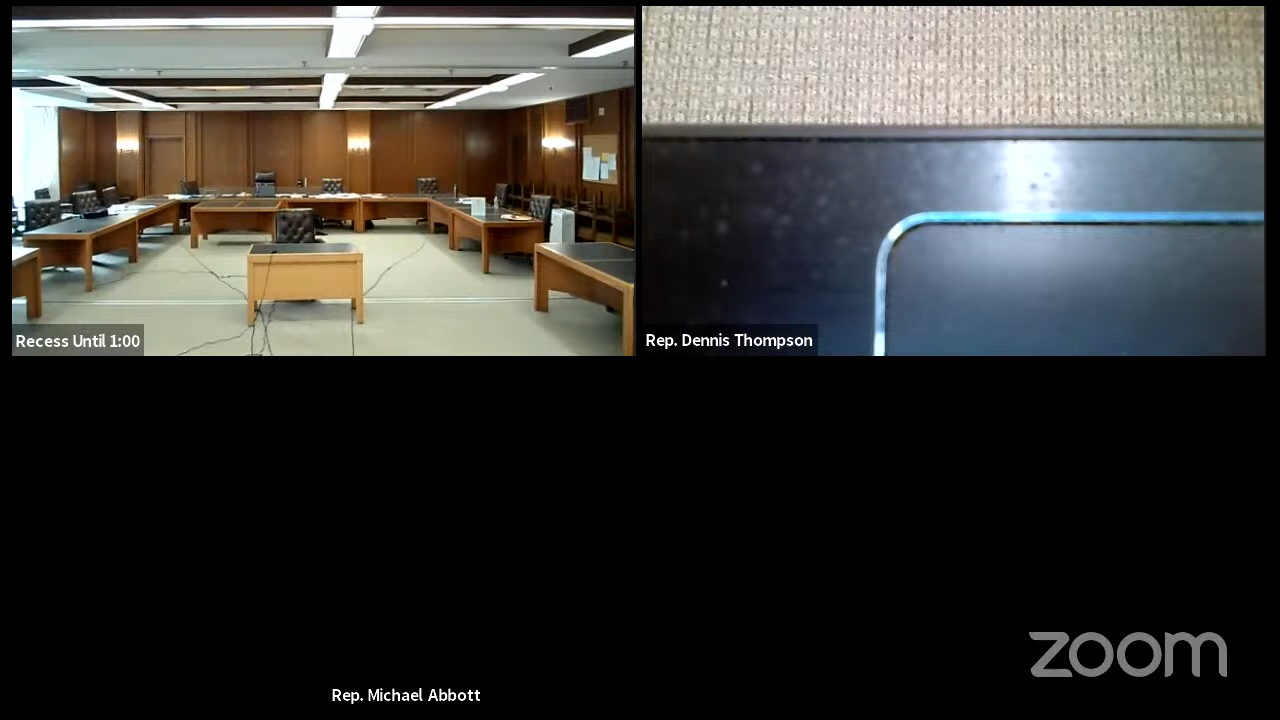 Recess Until 1:00
Rep. Dennis Thompson
Rep. Michael Abbott
zoom